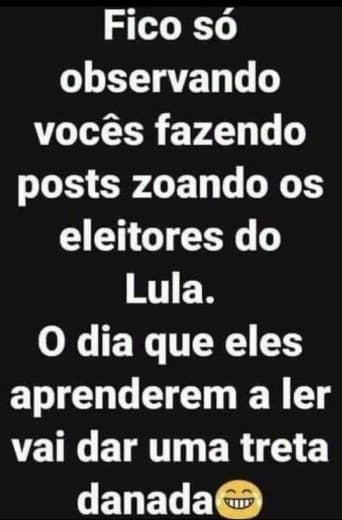 Fico só
observando
vocês fazendo
posts zoando os
eleitores do
Lula.
O dia que eles
aprenderem a ler
vai dar uma treta
danada😁